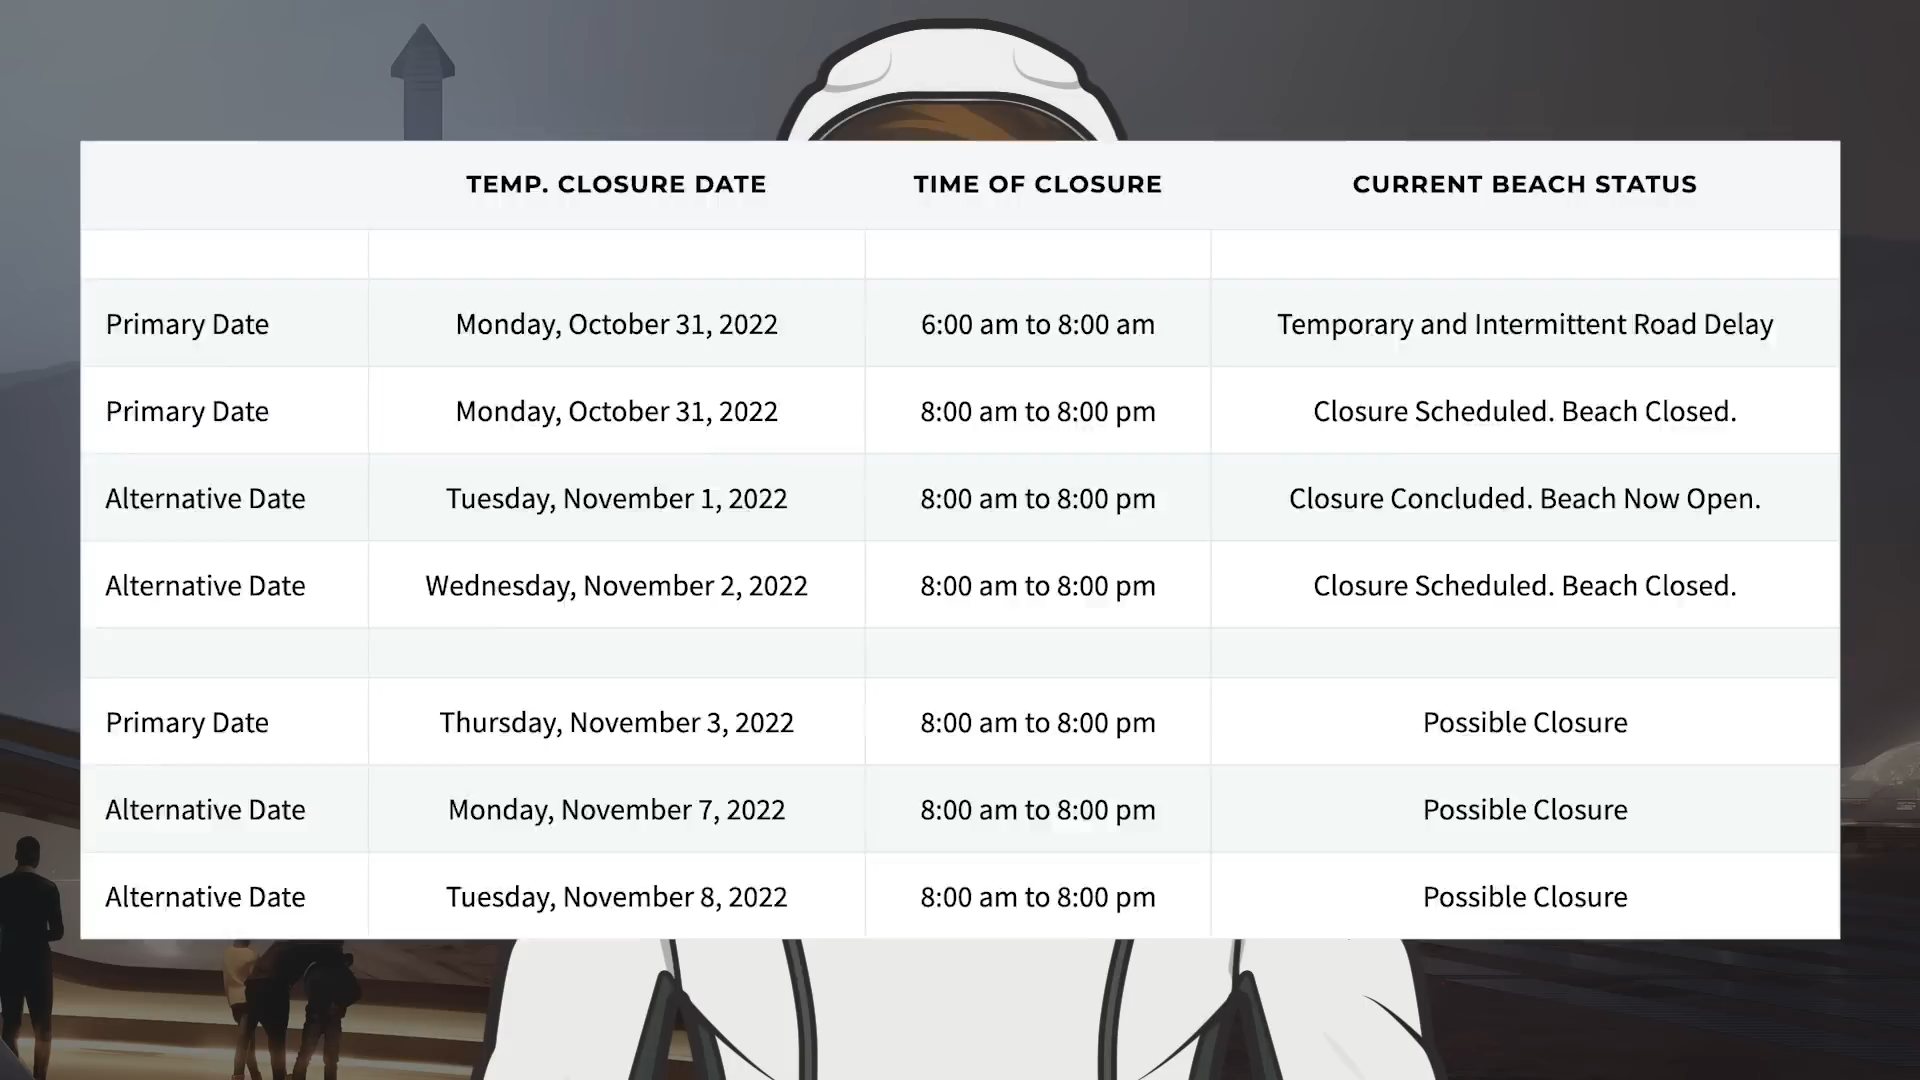 TEMP. CLOSURE DATE TIME OF CLOSURE CURRENT BEACH STATUS
Primary Date Monday, October 31, 2022 6:00 am to 8:00 am Temporary and Intermittent Road Delay
Primary Date Monday, October 31, 2022 8:00 am to 8:00 pm Closure Scheduled. Beach Closed.
Alternative Date Tuesday, November 1, 2022 8:00 am to 8:00 pm Closure Concluded. Beach Now Open.
Alternative Date Wednesday, November 2, 2022 8:00 am to 8:00 pm Closure Scheduled. Beach Closed.
Primary Date Thursday, November 3, 2022 8:00 am to 8:00 pm Possible Closure
Alternative Date Monday, November 7, 2022 8:00 am to 8:00 pm Possible Closure
Alternative Date Tuesday, November 8, 2022 8:00 am to 8:00 pm Possible Closure